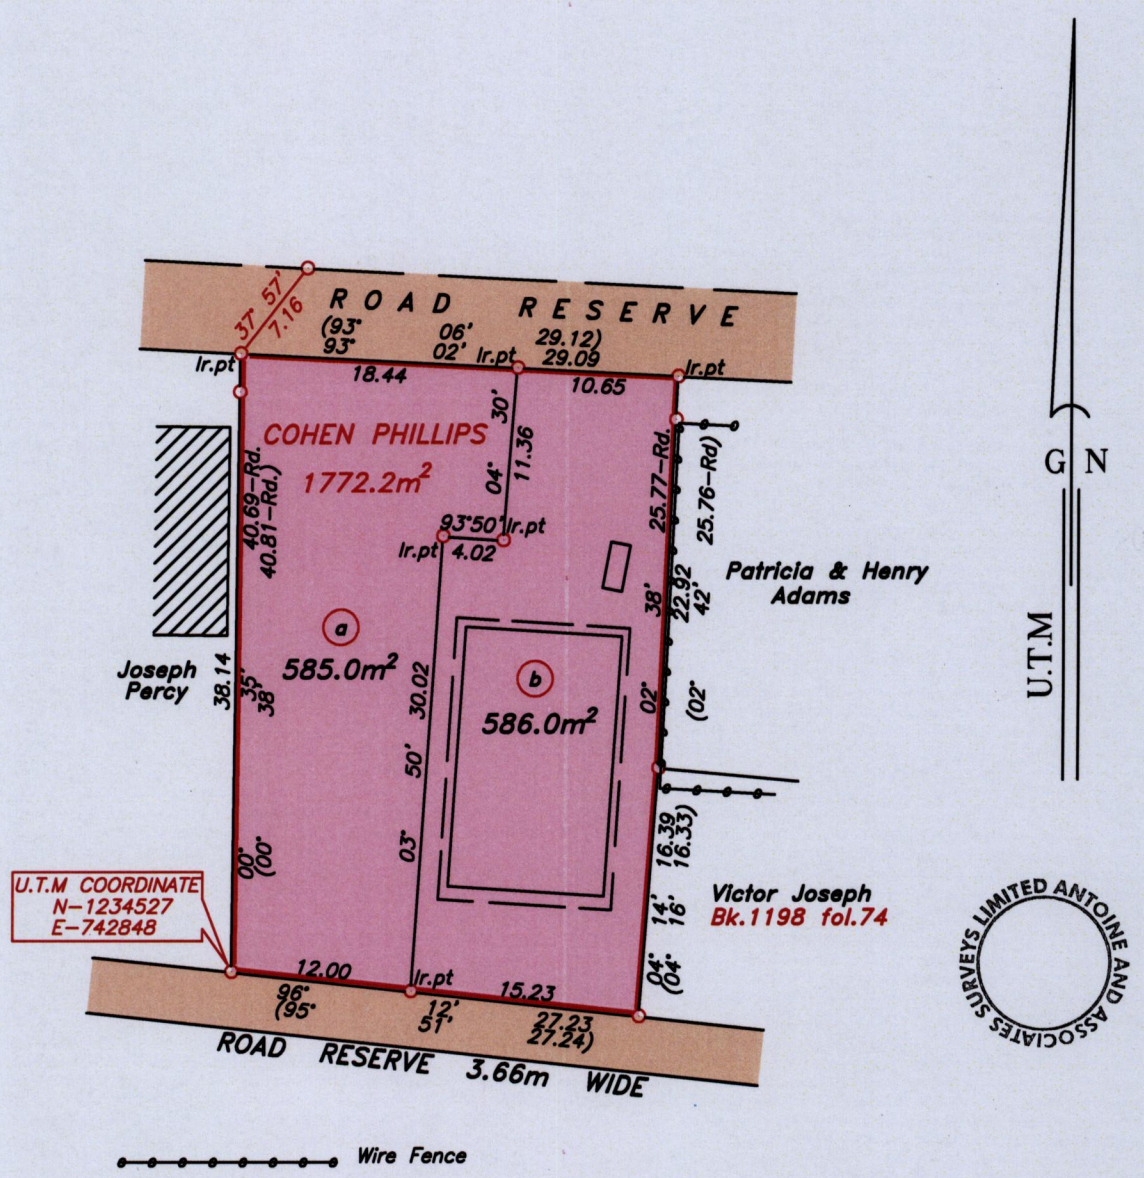 37° 57'
7.16
ROAD RESERVE
(93° 06' 29.12)
93° 02' 29.09
Ir.pt
Ir.pt
Ir.pt
18.44
10.65
COHEN PHILLIPS
1772.2m²
04° 30'
11.36
93°50'
4.02
Ir.pt
Ir.pt
40.69-Rd.
40.81-Rd.)
25.77-Rd.
25.76-Rd)
G N
U.T.M
Patricia & Henry
Adams
02° 38'
22.92
(02° 42'
a
585.0m²
b
586.0m²
Joseph
Percy
38.14
00° 35'
(00° 38'
03° 50' 30.02
04° 14' 16.39
(04° 16' 16.33)
Victor Joseph
Bk.1198 fol.74
U.T.M COORDINATE
N-1234527
E-742848
12.00
Ir.pt
15.23
96° 12' 27.23
(95° 51' 27.24)
ROAD RESERVE 3.66m WIDE
ANTOINE AND ASSOCIATES SURVEYS LIMITED
Wire Fence